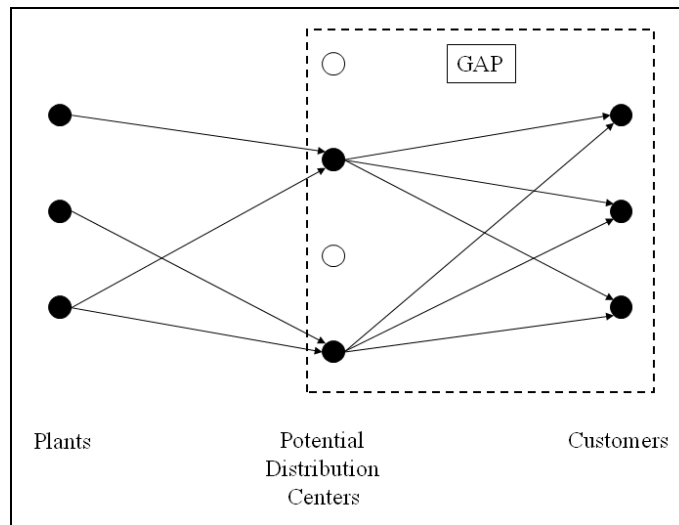 GAP
Plants
Potential
Distribution
Centers
Customers